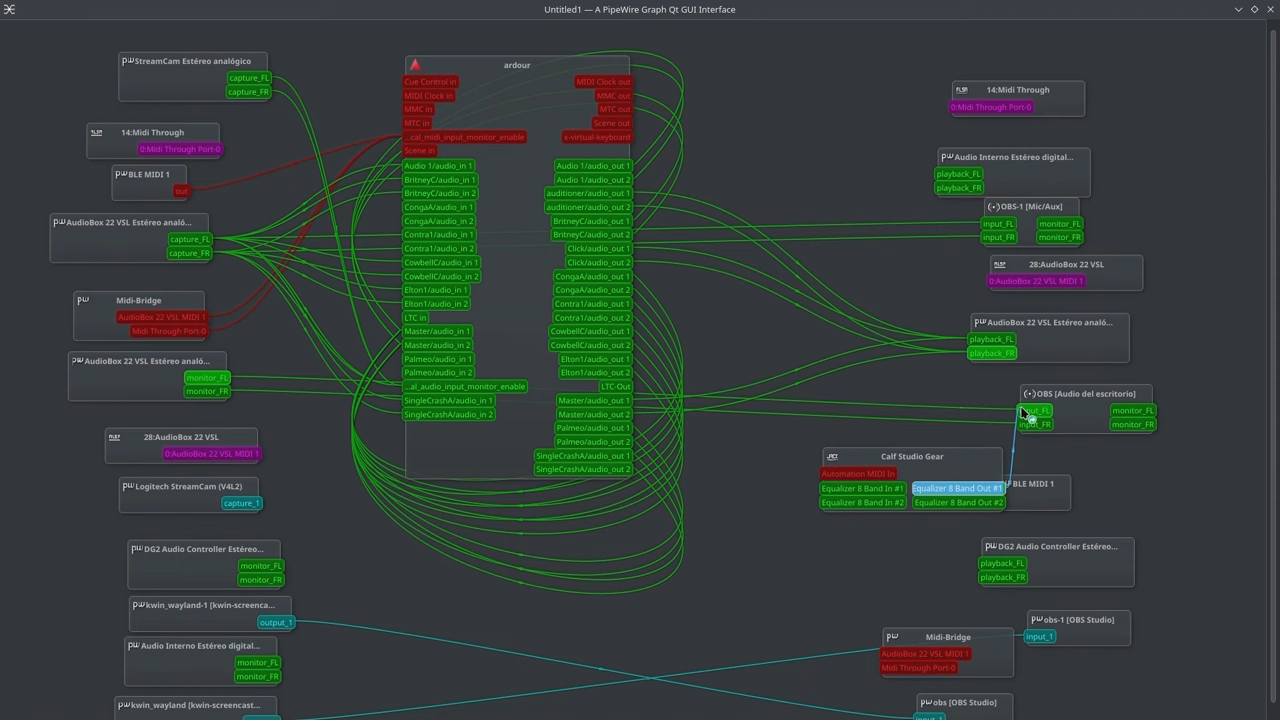 Untitled1 — A PipeWire Graph Qt GUI Interface
StreamCam Estéreo analógico
capture_FL
capture_FR
14:Midi Through
0:Midi Through Port-0
BLE MIDI 1
out
AudioBox 22 VSL Estéreo analó...
capture_FL
capture_FR
Midi-Bridge
AudioBox 22 VSL MIDI 1
Midi Through Port-0
AudioBox 22 VSL Estéreo analó...
monitor_FL
monitor_FR
28:AudioBox 22 VSL
0:AudioBox 22 VSL MIDI 1
Logitech StreamCam (V4L2)
capture_1
DG2 Audio Controller Estéreo...
monitor_FL
monitor_FR
kwin_wayland-1 [kwin-screenca...
output_1
Audio Interno Estéreo digital...
monitor_FL
monitor_FR
kwin_wayland [kwin-screencast...
ardour
Cue Control in
MIDI Clock in
MMC in
MTC in
...cal_midi_input_monitor_enable
Scene in
Audio 1/audio_in 1
BritneyC/audio_in 1
BritneyC/audio_in 2
CongaA/audio_in 1
CongaA/audio_in 2
Contra1/audio_in 1
Contra1/audio_in 2
CowbellC/audio_in 1
CowbellC/audio_in 2
Elton1/audio_in 1
Elton1/audio_in 2
LTC in
Master/audio_in 1
Master/audio_in 2
Palmeo/audio_in 1
Palmeo/audio_in 2
...al_audio_input_monitor_enable
SingleCrashA/audio_in 1
SingleCrashA/audio_in 2
MIDI Clock out
MMC out
MTC out
Scene out
x-virtual-keyboard
Audio 1/audio_out 1
Audio 1/audio_out 2
auditioner/audio_out 1
auditioner/audio_out 2
BritneyC/audio_out 1
BritneyC/audio_out 2
Click/audio_out 1
Click/audio_out 2
CongaA/audio_out 1
CongaA/audio_out 2
Contra1/audio_out 1
Contra1/audio_out 2
CowbellC/audio_out 1
CowbellC/audio_out 2
Elton1/audio_out 1
Elton1/audio_out 2
LTC-Out
Master/audio_out 1
Master/audio_out 2
Palmeo/audio_out 1
Palmeo/audio_out 2
SingleCrashA/audio_out 1
SingleCrashA/audio_out 2
14:Midi Through
0:Midi Through Port-0
Audio Interno Estéreo digital...
playback_FL
playback_FR
OBS-1 [Mic/Aux]
input_FL monitor_FL
input_FR monitor_FR
28:AudioBox 22 VSL
0:AudioBox 22 VSL MIDI 1
AudioBox 22 VSL Estéreo analó...
playback_FL
playback_FR
OBS [Audio del escritorio]
monitor_FL
input_FR monitor_FR
Calf Studio Gear
Automation MIDI In
Equalizer 8 Band In #1 Equalizer 8 Band Out #1
Equalizer 8 Band In #2 Equalizer 8 Band Out #2
BLE MIDI 1
DG2 Audio Controller Estéreo...
playback_FL
playback_FR
obs-1 [OBS Studio]
input_1
Midi-Bridge
AudioBox 22 VSL MIDI 1
Midi Through Port-0
obs [OBS Studio]
input_1